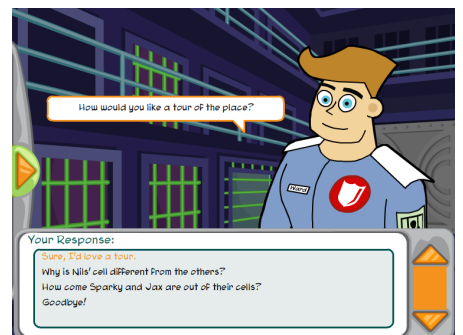 How would you like a tour of the place?
Ward
Your Response:
Sure, I'd love a tour.
Why is Nils' cell different from the others?
How come Sparky and Jax are out of their cells?
Goodbye!